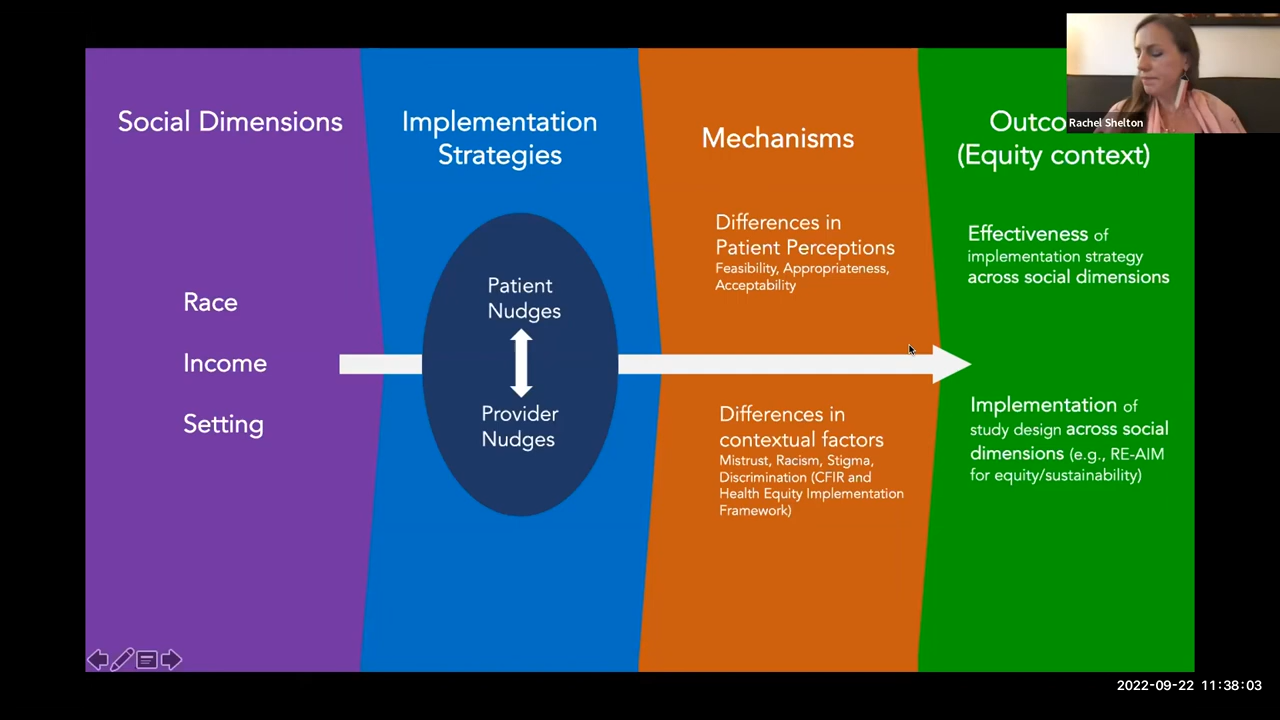 Social Dimensions
Race
Income
Setting
Implementation
Strategies
Patient
Nudges
Provider
Nudges
Mechanisms
Differences in
Patient Perceptions
Feasibility, Appropriateness,
Acceptability
Differences in
contextual factors
Mistrust, Racism, Stigma,
Discrimination (CFIR and
Health Equity Implementation
Framework)
(Equity context)
Effectiveness of
implementation strategy
across social dimensions
Implementation of
study design across social
dimensions (e.g., RE-AIM
for equity/sustainability)
Rachel Shelton
2022-09-22 11:38:03